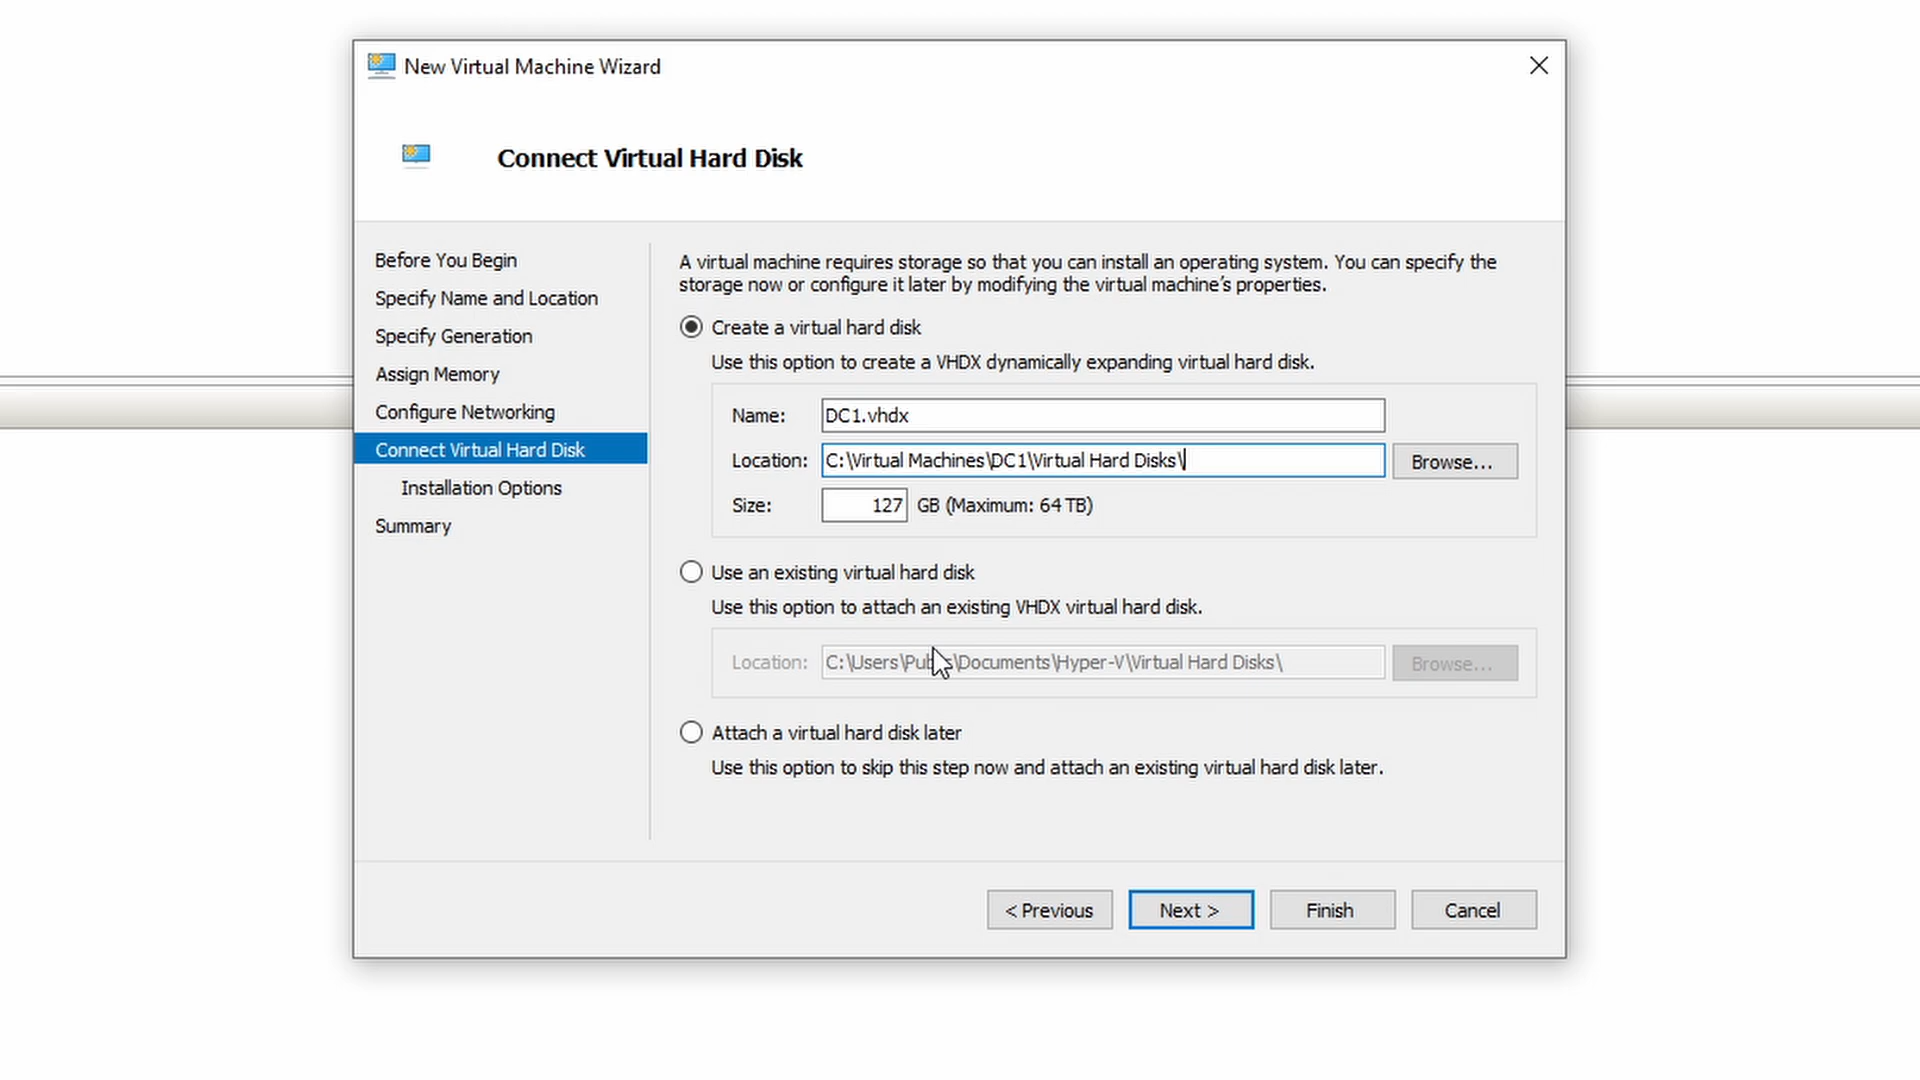 New Virtual Machine Wizard
Connect Virtual Hard Disk
Before You Begin
Specify Name and Location
Specify Generation
Assign Memory
Configure Networking
Connect Virtual Hard Disk
Installation Options
Summary
A virtual machine requires storage so that you can install an operating system. You can specify the
storage now or configure it later by modifying the virtual machine's properties.
Create a virtual hard disk
Use this option to create a VHDX dynamically expanding virtual hard disk.
Name: DC1.vhdx
Location: C:\Virtual Machines\DC1\Virtual Hard Disks\ Browse...
Size: 127 GB (Maximum: 64 TB)
Use an existing virtual hard disk
Use this option to attach an existing VHDX virtual hard disk.
Location: C:\Users\Public\Documents\Hyper-V\Virtual Hard Disks\ Browse...
Attach a virtual hard disk later
Use this option to skip this step now and attach an existing virtual hard disk later.
< Previous Next > Finish Cancel